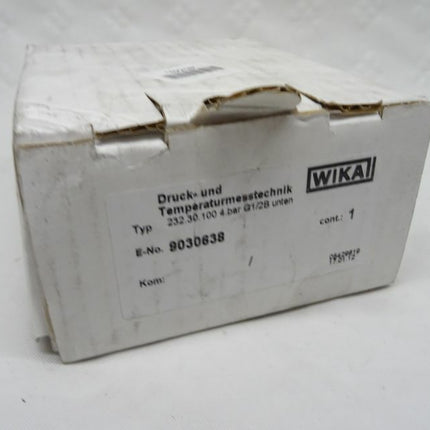 Druck- und
Temperaturmesstechnik
WIKA
Typ 232.30.100 4 bar G1/2B unten
cont.: 1
E-No. 9030638
Kom: